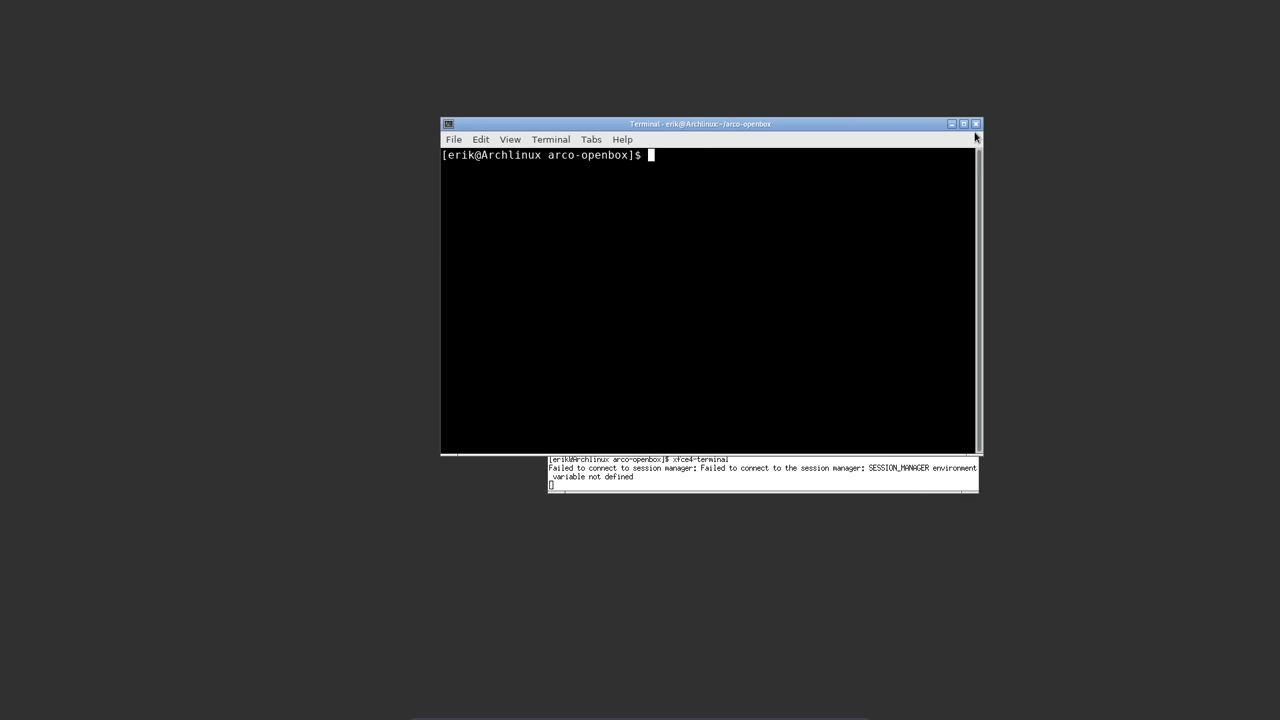 Terminal - erik@Archlinux:~/arco-openbox
File Edit View Terminal Tabs Help
[erik@Archlinux arco-openbox]$
[erik@Archlinux arco-openbox]$ xfce4-terminal
Failed to connect to session manager: Failed to connect to the session manager: SESSION_MANAGER environment
variable not defined